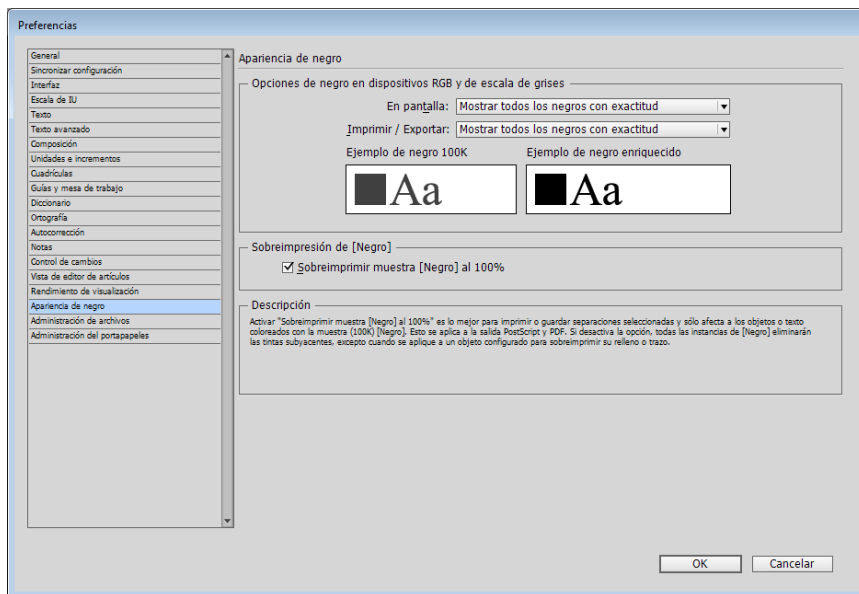 Preferencias
General
Sincronizar configuración
Interfaz
Escala de IU
Texto
Texto avanzado
Composición
Unidades e incrementos
Cuadrículas
Guías y mesa de trabajo
Diccionario
Ortografía
Autocorrección
Notas
Control de cambios
Vista de editor de artículos
Rendimiento de visualización
Apariencia de negro
Administración de archivos
Administración del portapapeles
Apariencia de negro
Opciones de negro en dispositivos RGB y de escala de grises
En pantalla: Mostrar todos los negros con exactitud
Imprimir / Exportar: Mostrar todos los negros con exactitud
Ejemplo de negro 100K Ejemplo de negro enriquecido
Aa Aa
Sobreimpresión de [Negro]
Sobreimprimir muestra [Negro] al 100%
Descripción
Activar "Sobreimprimir muestra [Negro] al 100%" es lo mejor para imprimir o guardar separaciones seleccionadas y sólo afecta a los objetos o texto
coloreados con la muestra (100K) [Negro]. Esto se aplica a la salida PostScript y PDF. Si desactiva la opción, todas las instancias de [Negro] eliminarán
las tintas subyacentes, excepto cuando se aplique a un objeto configurado para sobreimprimir su relleno o trazo.
OK Cancelar